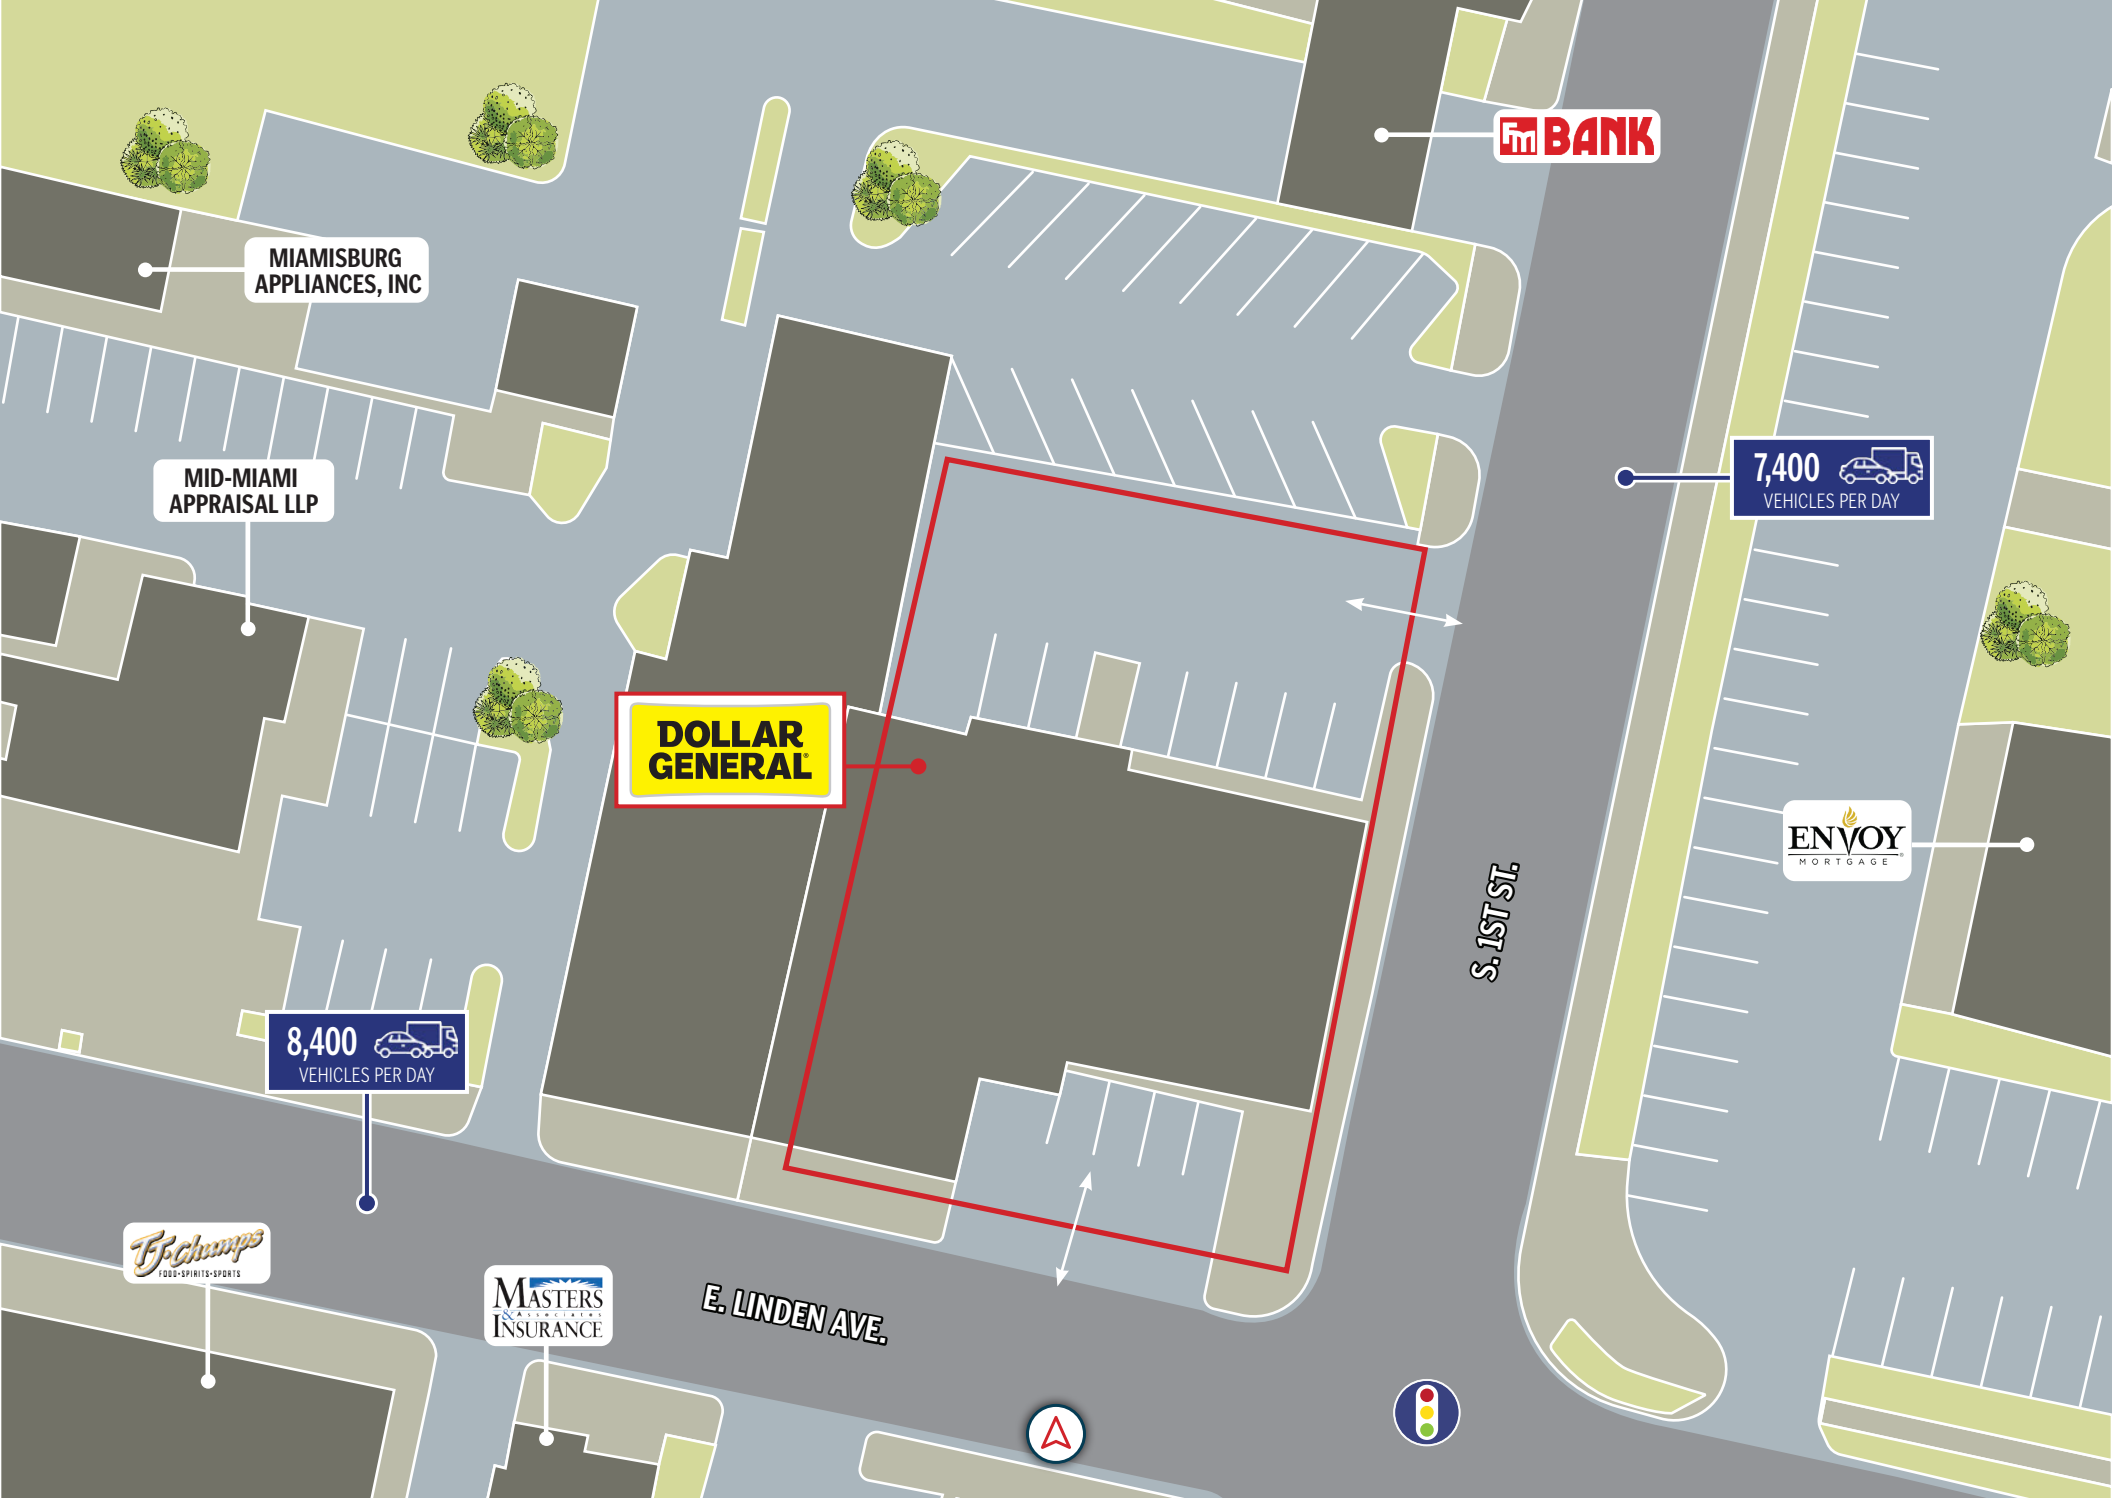 FM BANK
MIAMISBURG
APPLIANCES, INC
7,400
VEHICLES PER DAY
MID-MIAMI
APPRAISAL LLP
DOLLAR
GENERAL®
ENVOY
MORTGAGE
S. 1ST ST.
8,400
VEHICLES PER DAY
TJ-Chumps
FOOD•SPIRITS•SPORTS
MASTERS
& Associates
INSURANCE
E. LINDEN AVE.